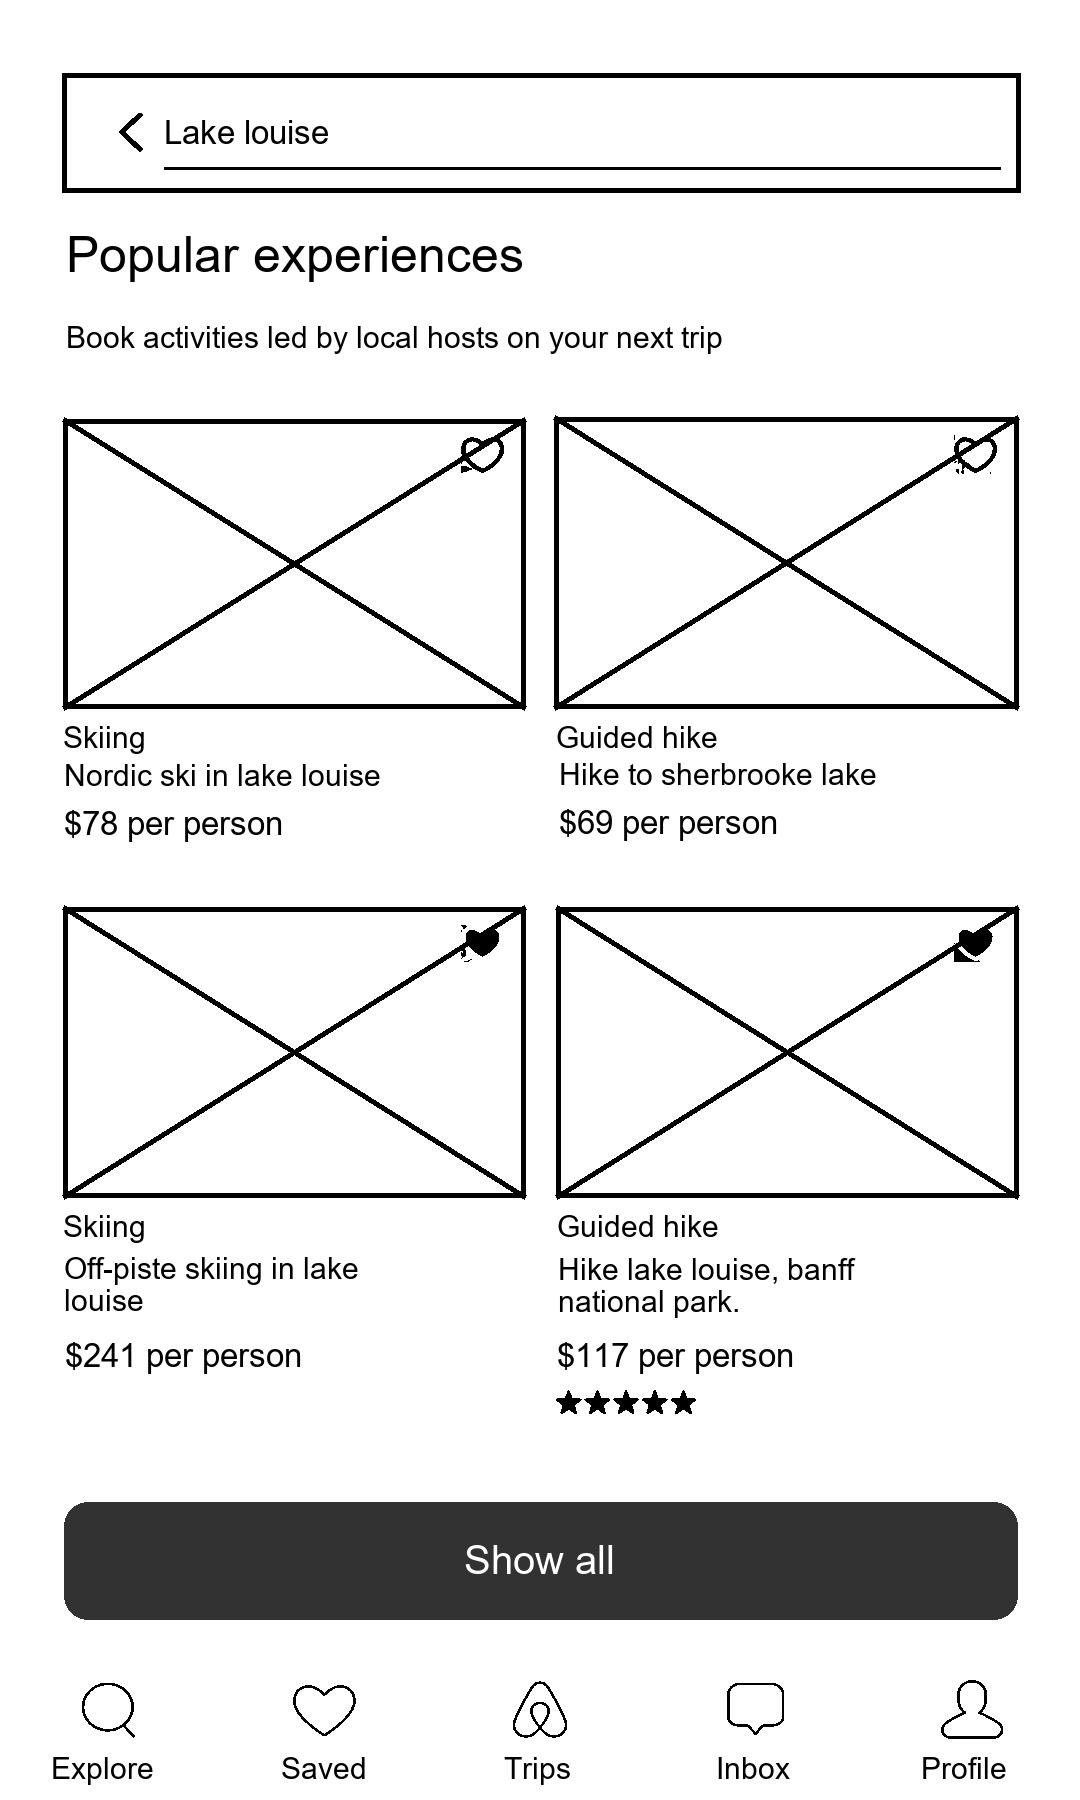 Lake louise
Popular experiences
Book activities led by local hosts on your next trip
Skiing
Nordic ski in lake louise
$78 per person
Guided hike
Hike to sherbrooke lake
$69 per person
Skiing
Off-piste skiing in lake
louise
$241 per person
Guided hike
Hike lake louise, banff
national park.
$117 per person
Show all
Explore
Saved
Trips
Inbox
Profile